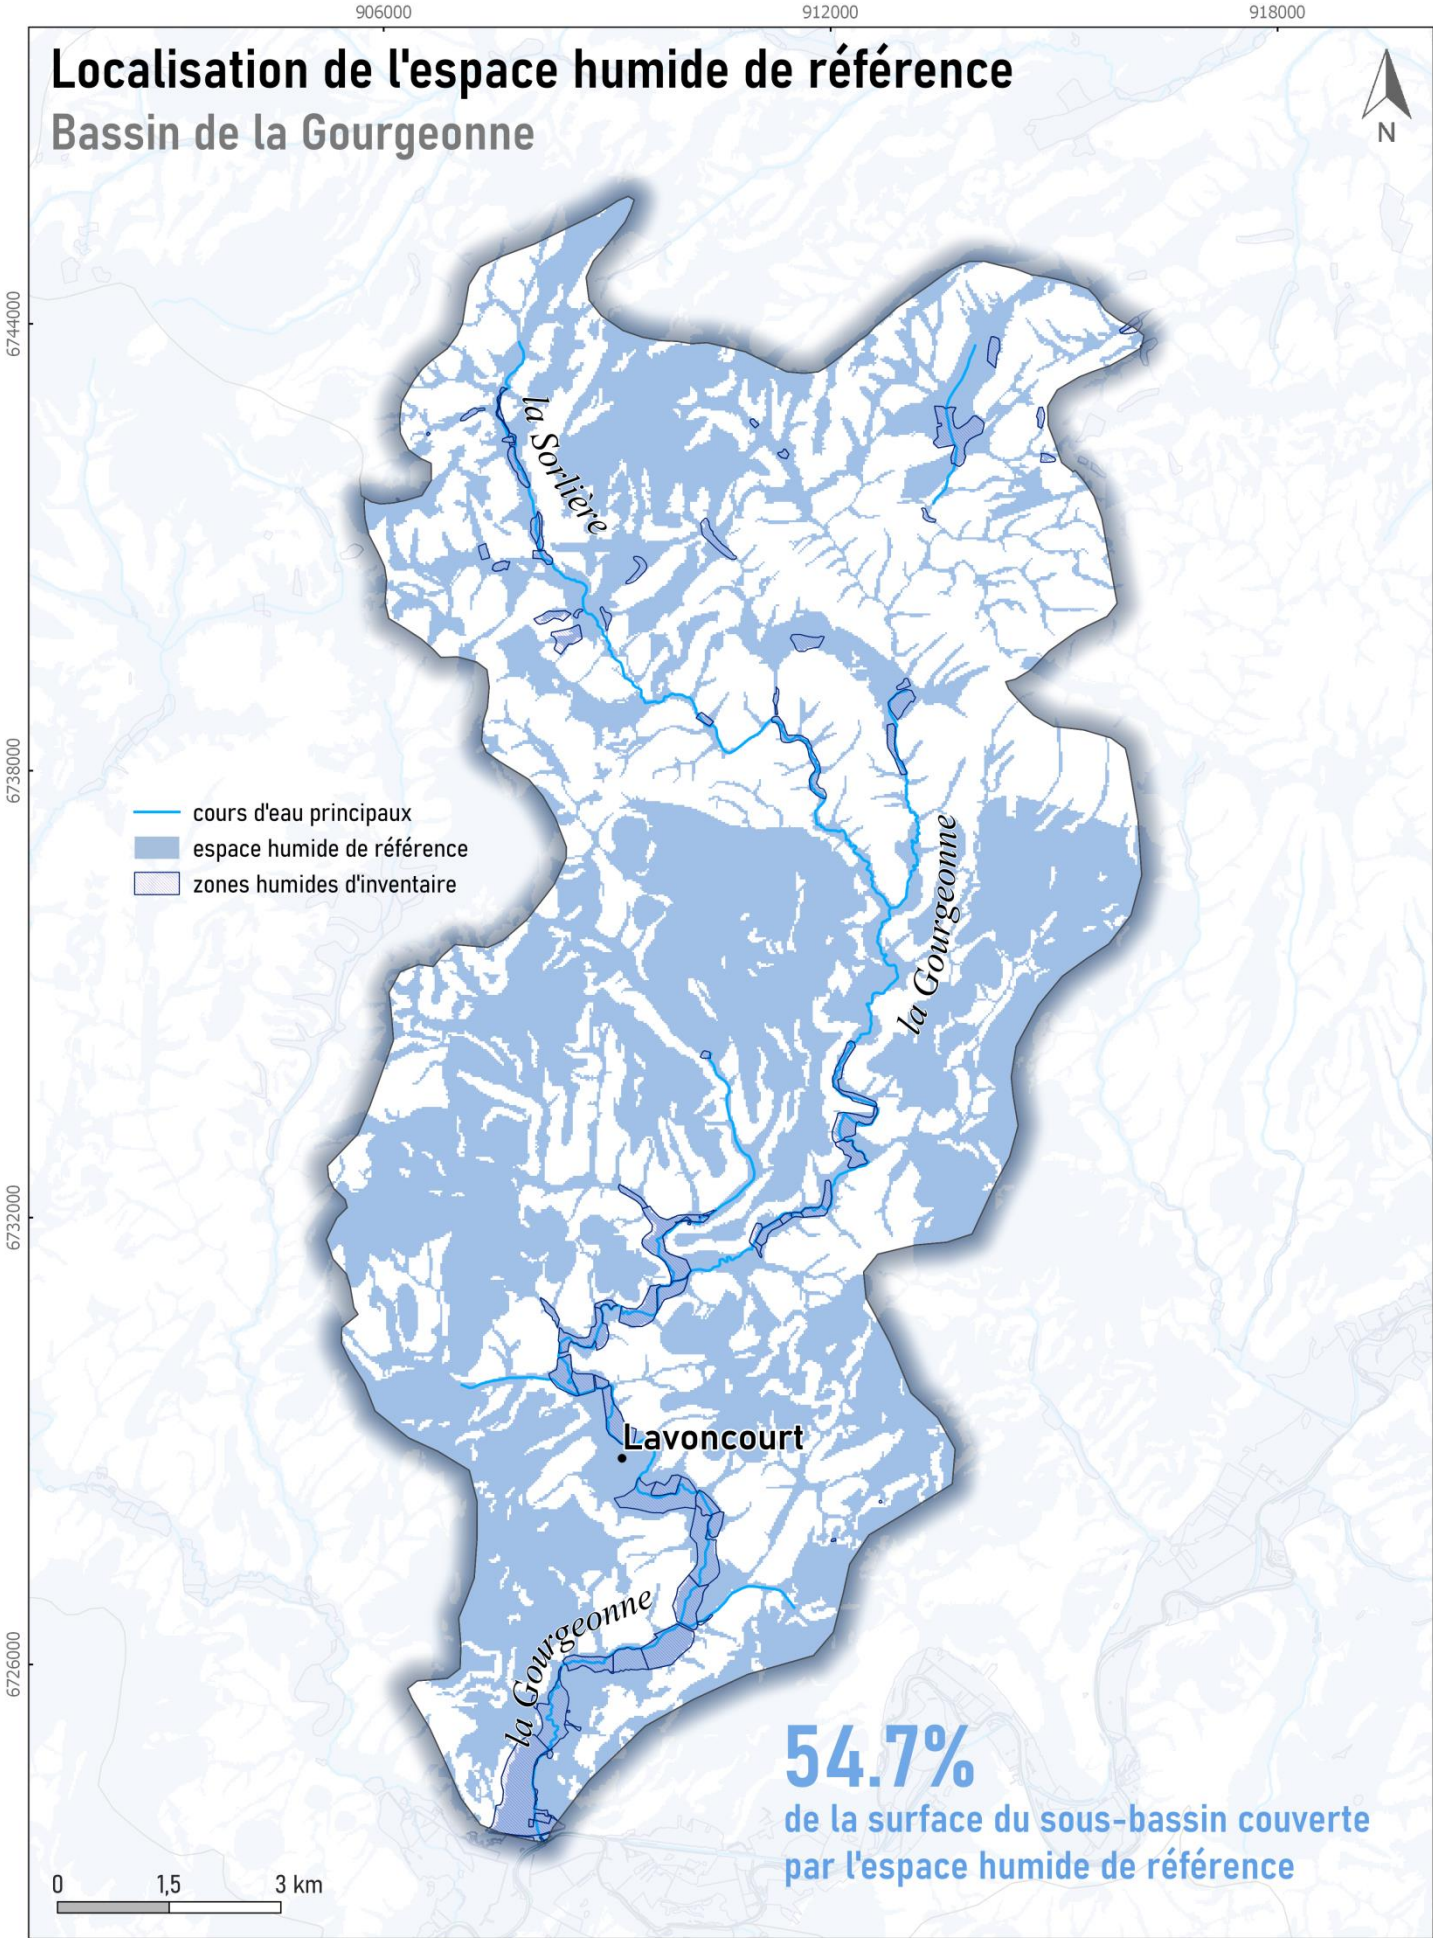 906000
912000
918000
Localisation de l'espace humide de référence
Bassin de la Gourgeonne
N
6744000
la Sorlière
6738000
cours d'eau principaux
espace humide de référence
zones humides d'inventaire
la Gourgeonne
6732000
Lavoncourt
la Gourgeonne
6726000
54.7%
de la surface du sous-bassin couverte
par l'espace humide de référence
0 1,5 3 km